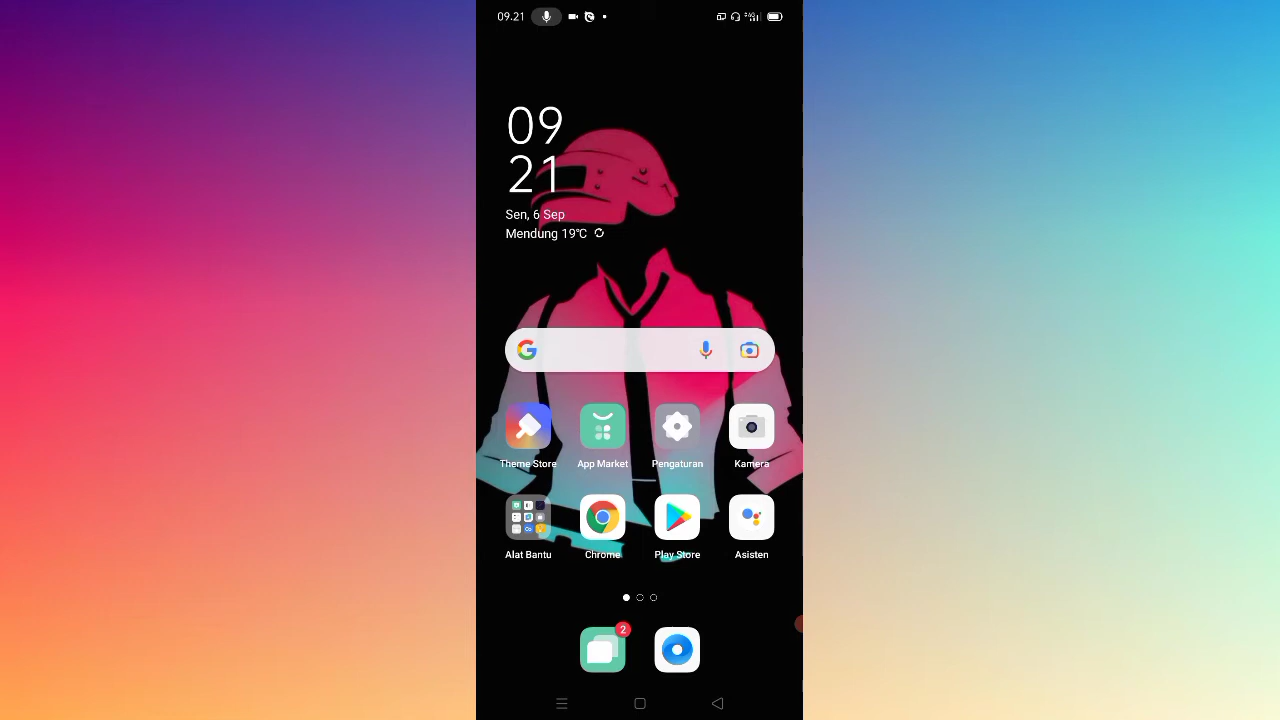 09.21
09
21
Sen, 6 Sep
Mendung 19°C
Theme Store
App Market
Pengaturan
Kamera
Alat Bantu
Chrome
Play Store
Asisten
2